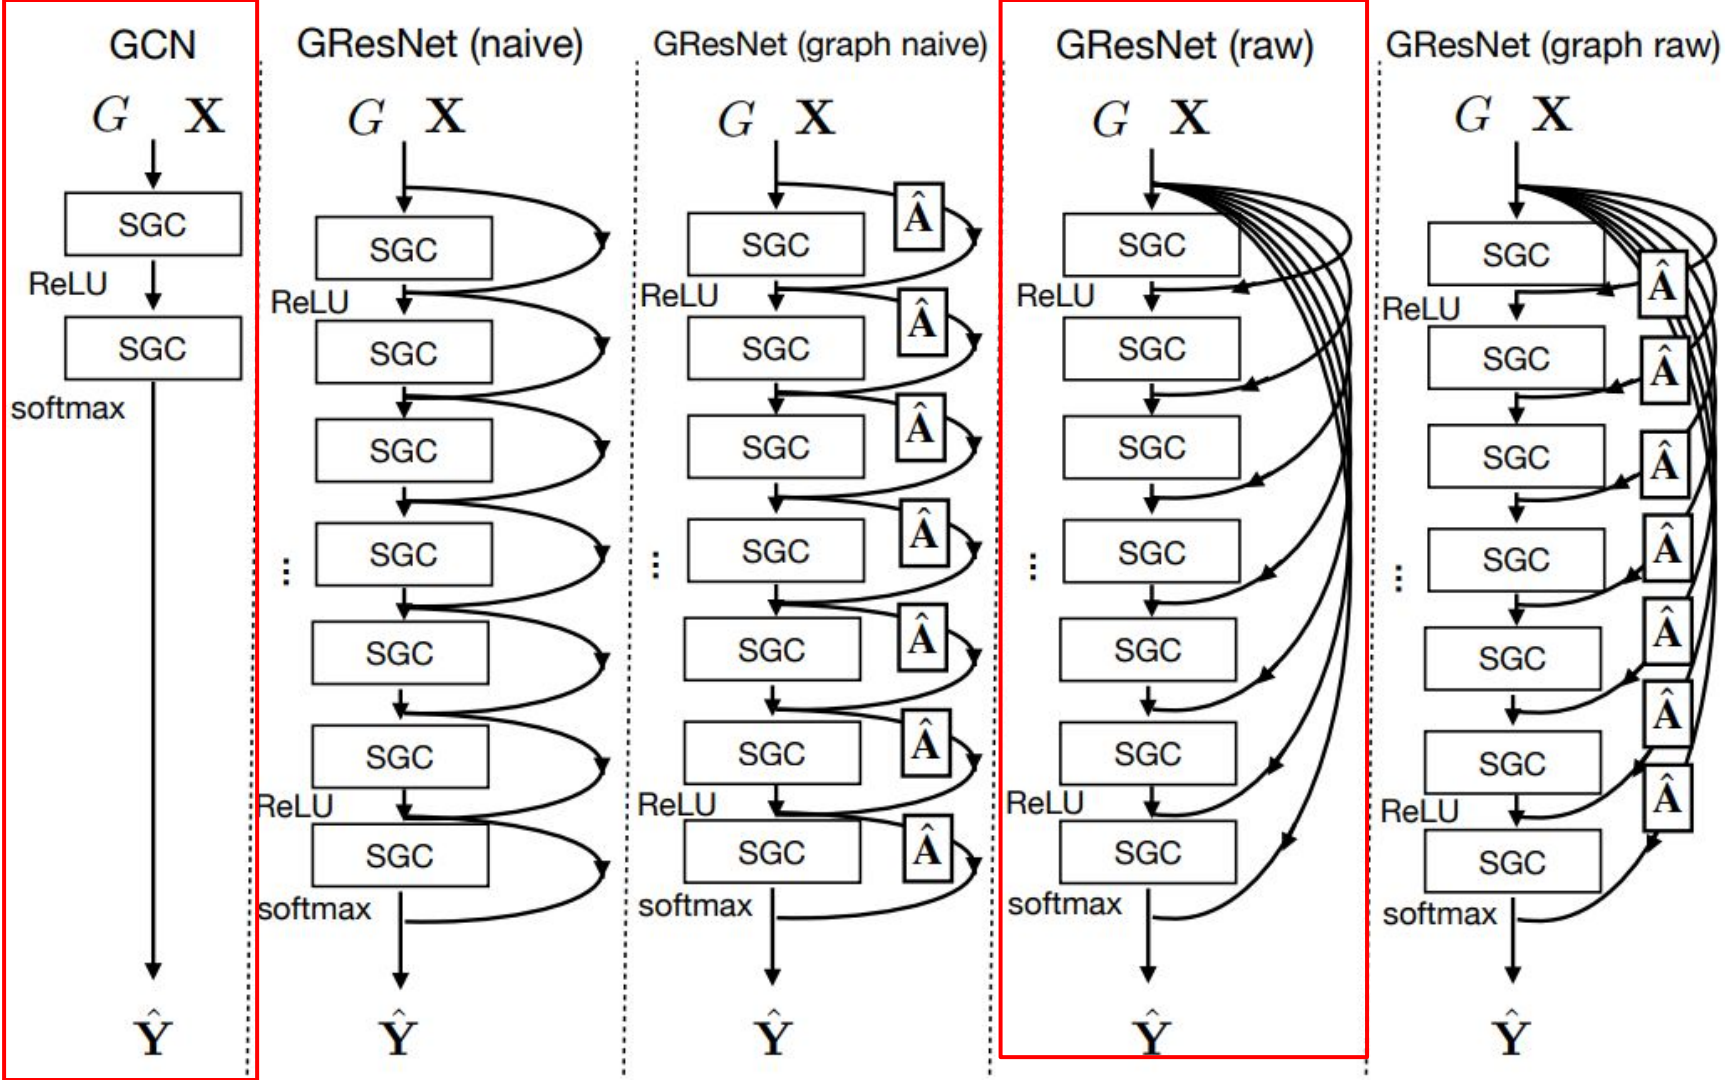 GCN
G X
SGC
ReLU
SGC
softmax
Ŷ
GResNet (naive)
G X
SGC
ReLU
SGC
SGC
SGC
⋮
SGC
SGC
ReLU
SGC
softmax
Ŷ
GResNet (graph naive)
G X
Â
SGC
ReLU
Â
SGC
Â
SGC
Â
SGC
⋮
Â
SGC
Â
SGC
ReLU
Â
SGC
softmax
Ŷ
GResNet (raw)
G X
SGC
ReLU
SGC
SGC
SGC
⋮
SGC
SGC
ReLU
SGC
softmax
Ŷ
GResNet (graph raw)
G X
SGC
Â
ReLU
SGC
Â
SGC
Â
SGC
Â
⋮
SGC
Â
SGC
Â
ReLU
Â
SGC
softmax
Ŷ